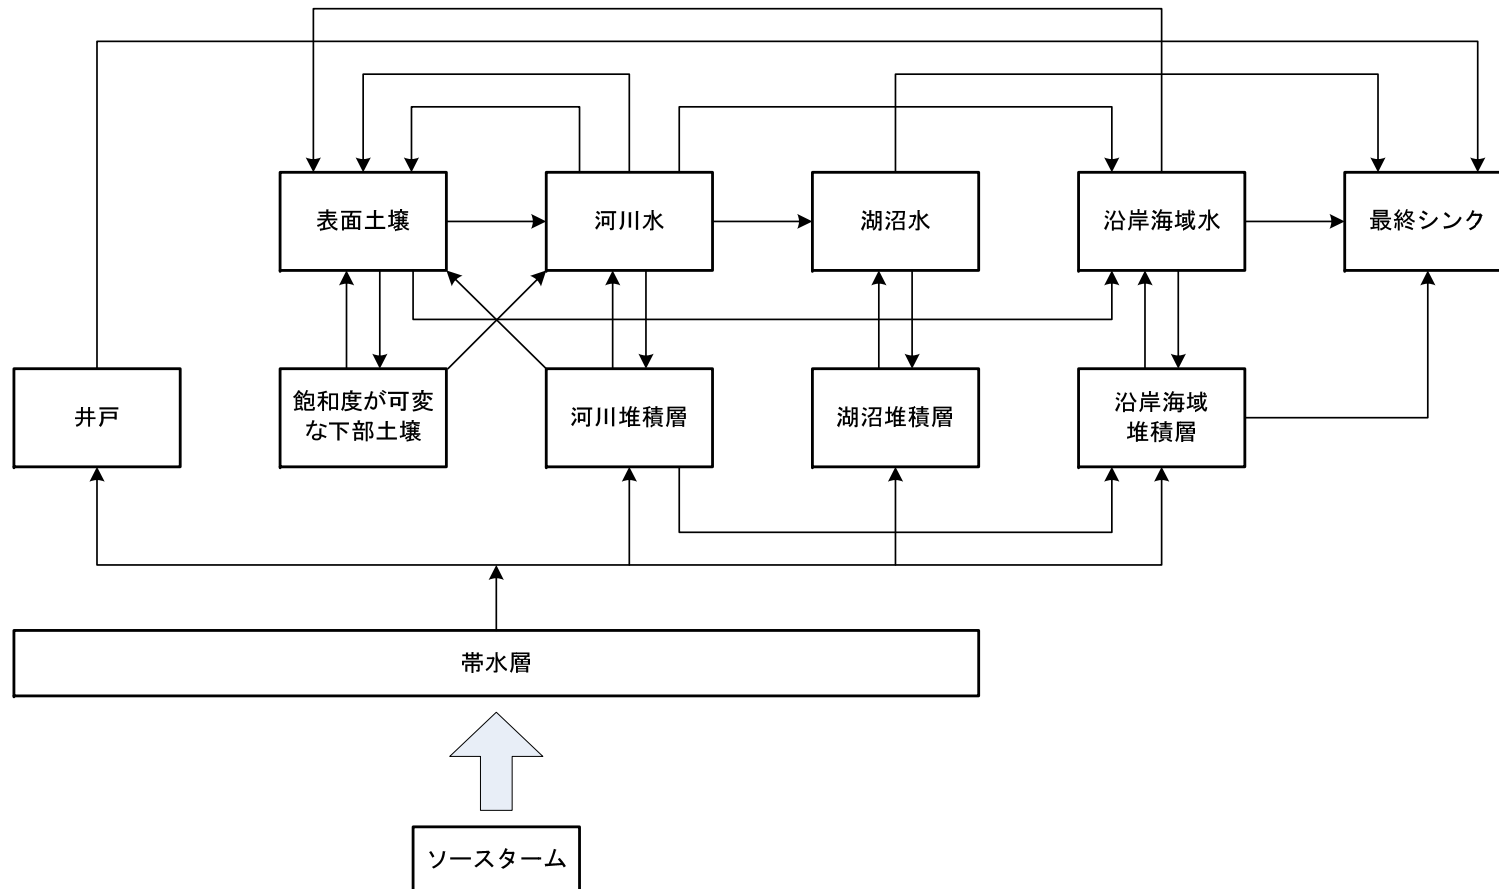 表面土壌
河川水
湖沼水
沿岸海域水
最終シンク
井戸
飽和度が可変
な下部土壌
河川堆積層
湖沼堆積層
沿岸海域
堆積層
帯水層
ソースターム